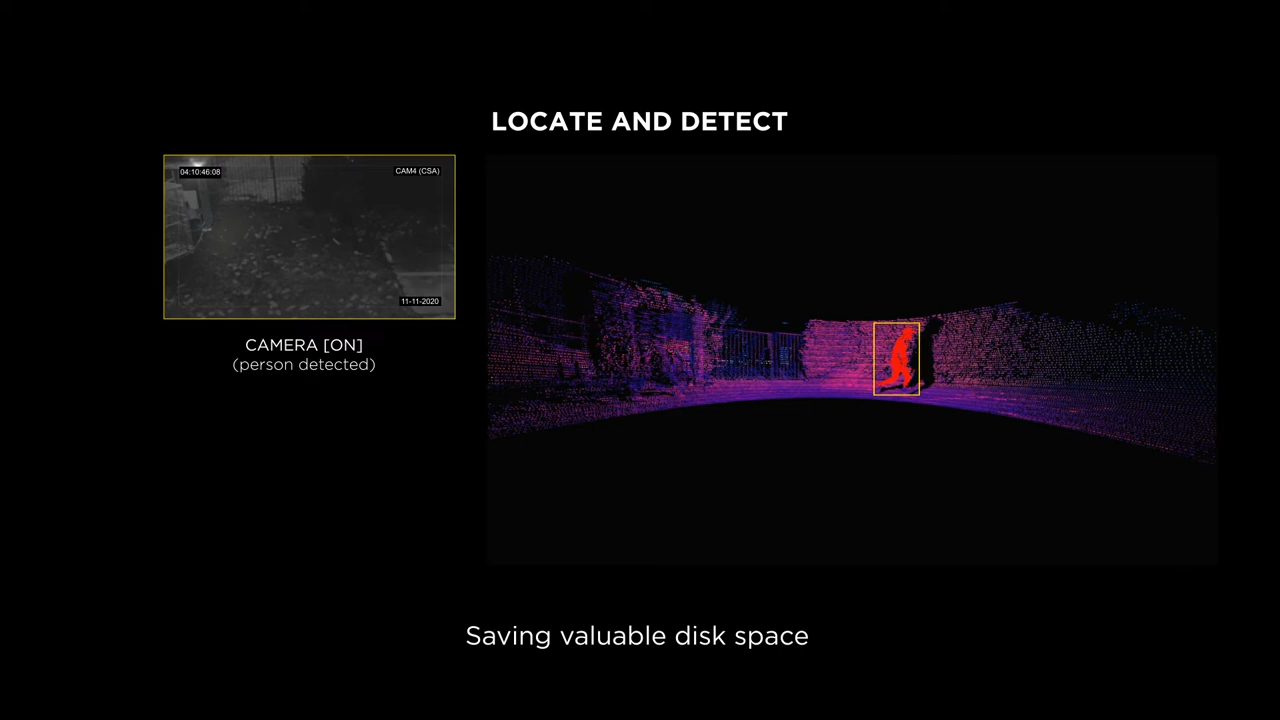 LOCATE AND DETECT
04:10:46:08
CAM4 (CSA)
11-11-2020
CAMERA [ON]
(person detected)
Saving valuable disk space